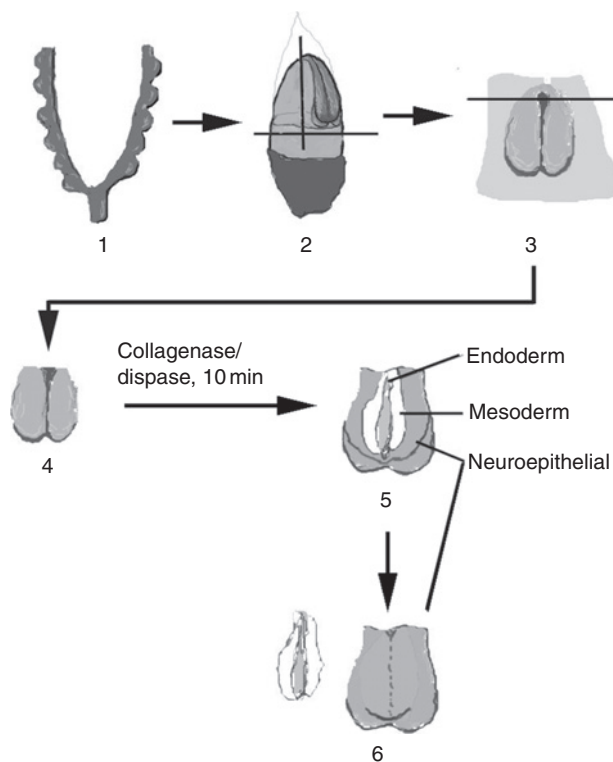 1
2
3
Collagenase/
dispase, 10 min
4
Endoderm
Mesoderm
Neuroepithelial
5
6